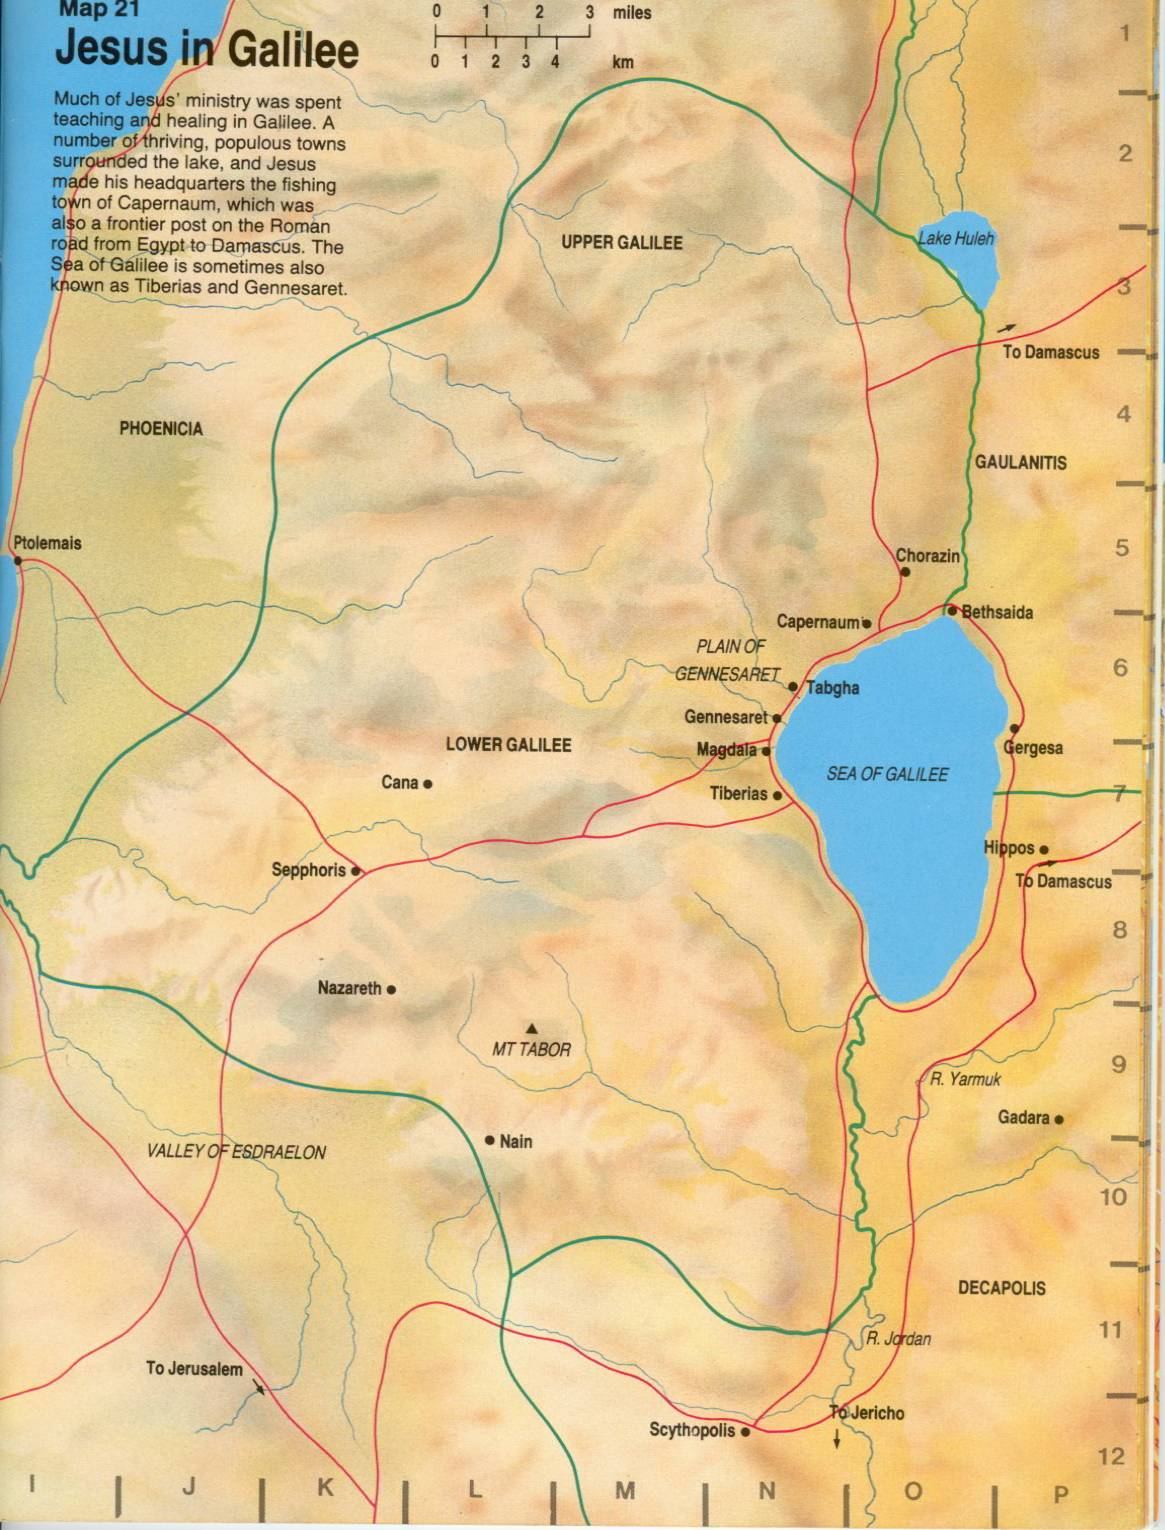 Map 21
Jesus in Galilee
Much of Jesus' ministry was spent
teaching and healing in Galilee. A
number of thriving, populous towns
surrounded the lake, and Jesus
made his headquarters the fishing
town of Capernaum, which was
also a frontier post on the Roman
road from Egypt to Damascus. The
Sea of Galilee is sometimes also
known as Tiberias and Gennesaret.
0 1 2 3 miles
0 1 2 3 4 km
1
2
UPPER GALILEE
Lake Huleh
3
To Damascus
4
PHOENICIA
GAULANITIS
Ptolemais
5
Chorazin
Capernaum
Bethsaida
PLAIN OF
GENNESARET
6
Tabgha
Gennesaret
LOWER GALILEE
Magdala
Gergesa
SEA OF GALILEE
Cana
Tiberias
7
Hippos
Sepphoris
To Damascus
8
Nazareth
MT TABOR
9
R. Yarmuk
Gadara
Nain
VALLEY OF ESDRAELON
10
DECAPOLIS
11
R. Jordan
To Jerusalem
To Jericho
Scythopolis
12
I J K L M N O P